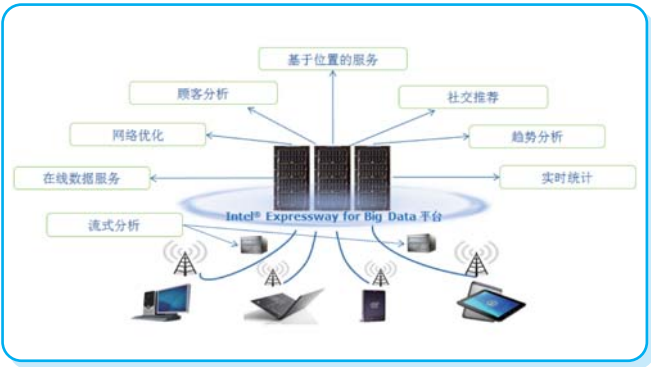 基于位置的服务
顾客分析
社交推荐
网络优化
趋势分析
在线数据服务
实时统计
Intel® Expressway for Big Data 平台
流式分析